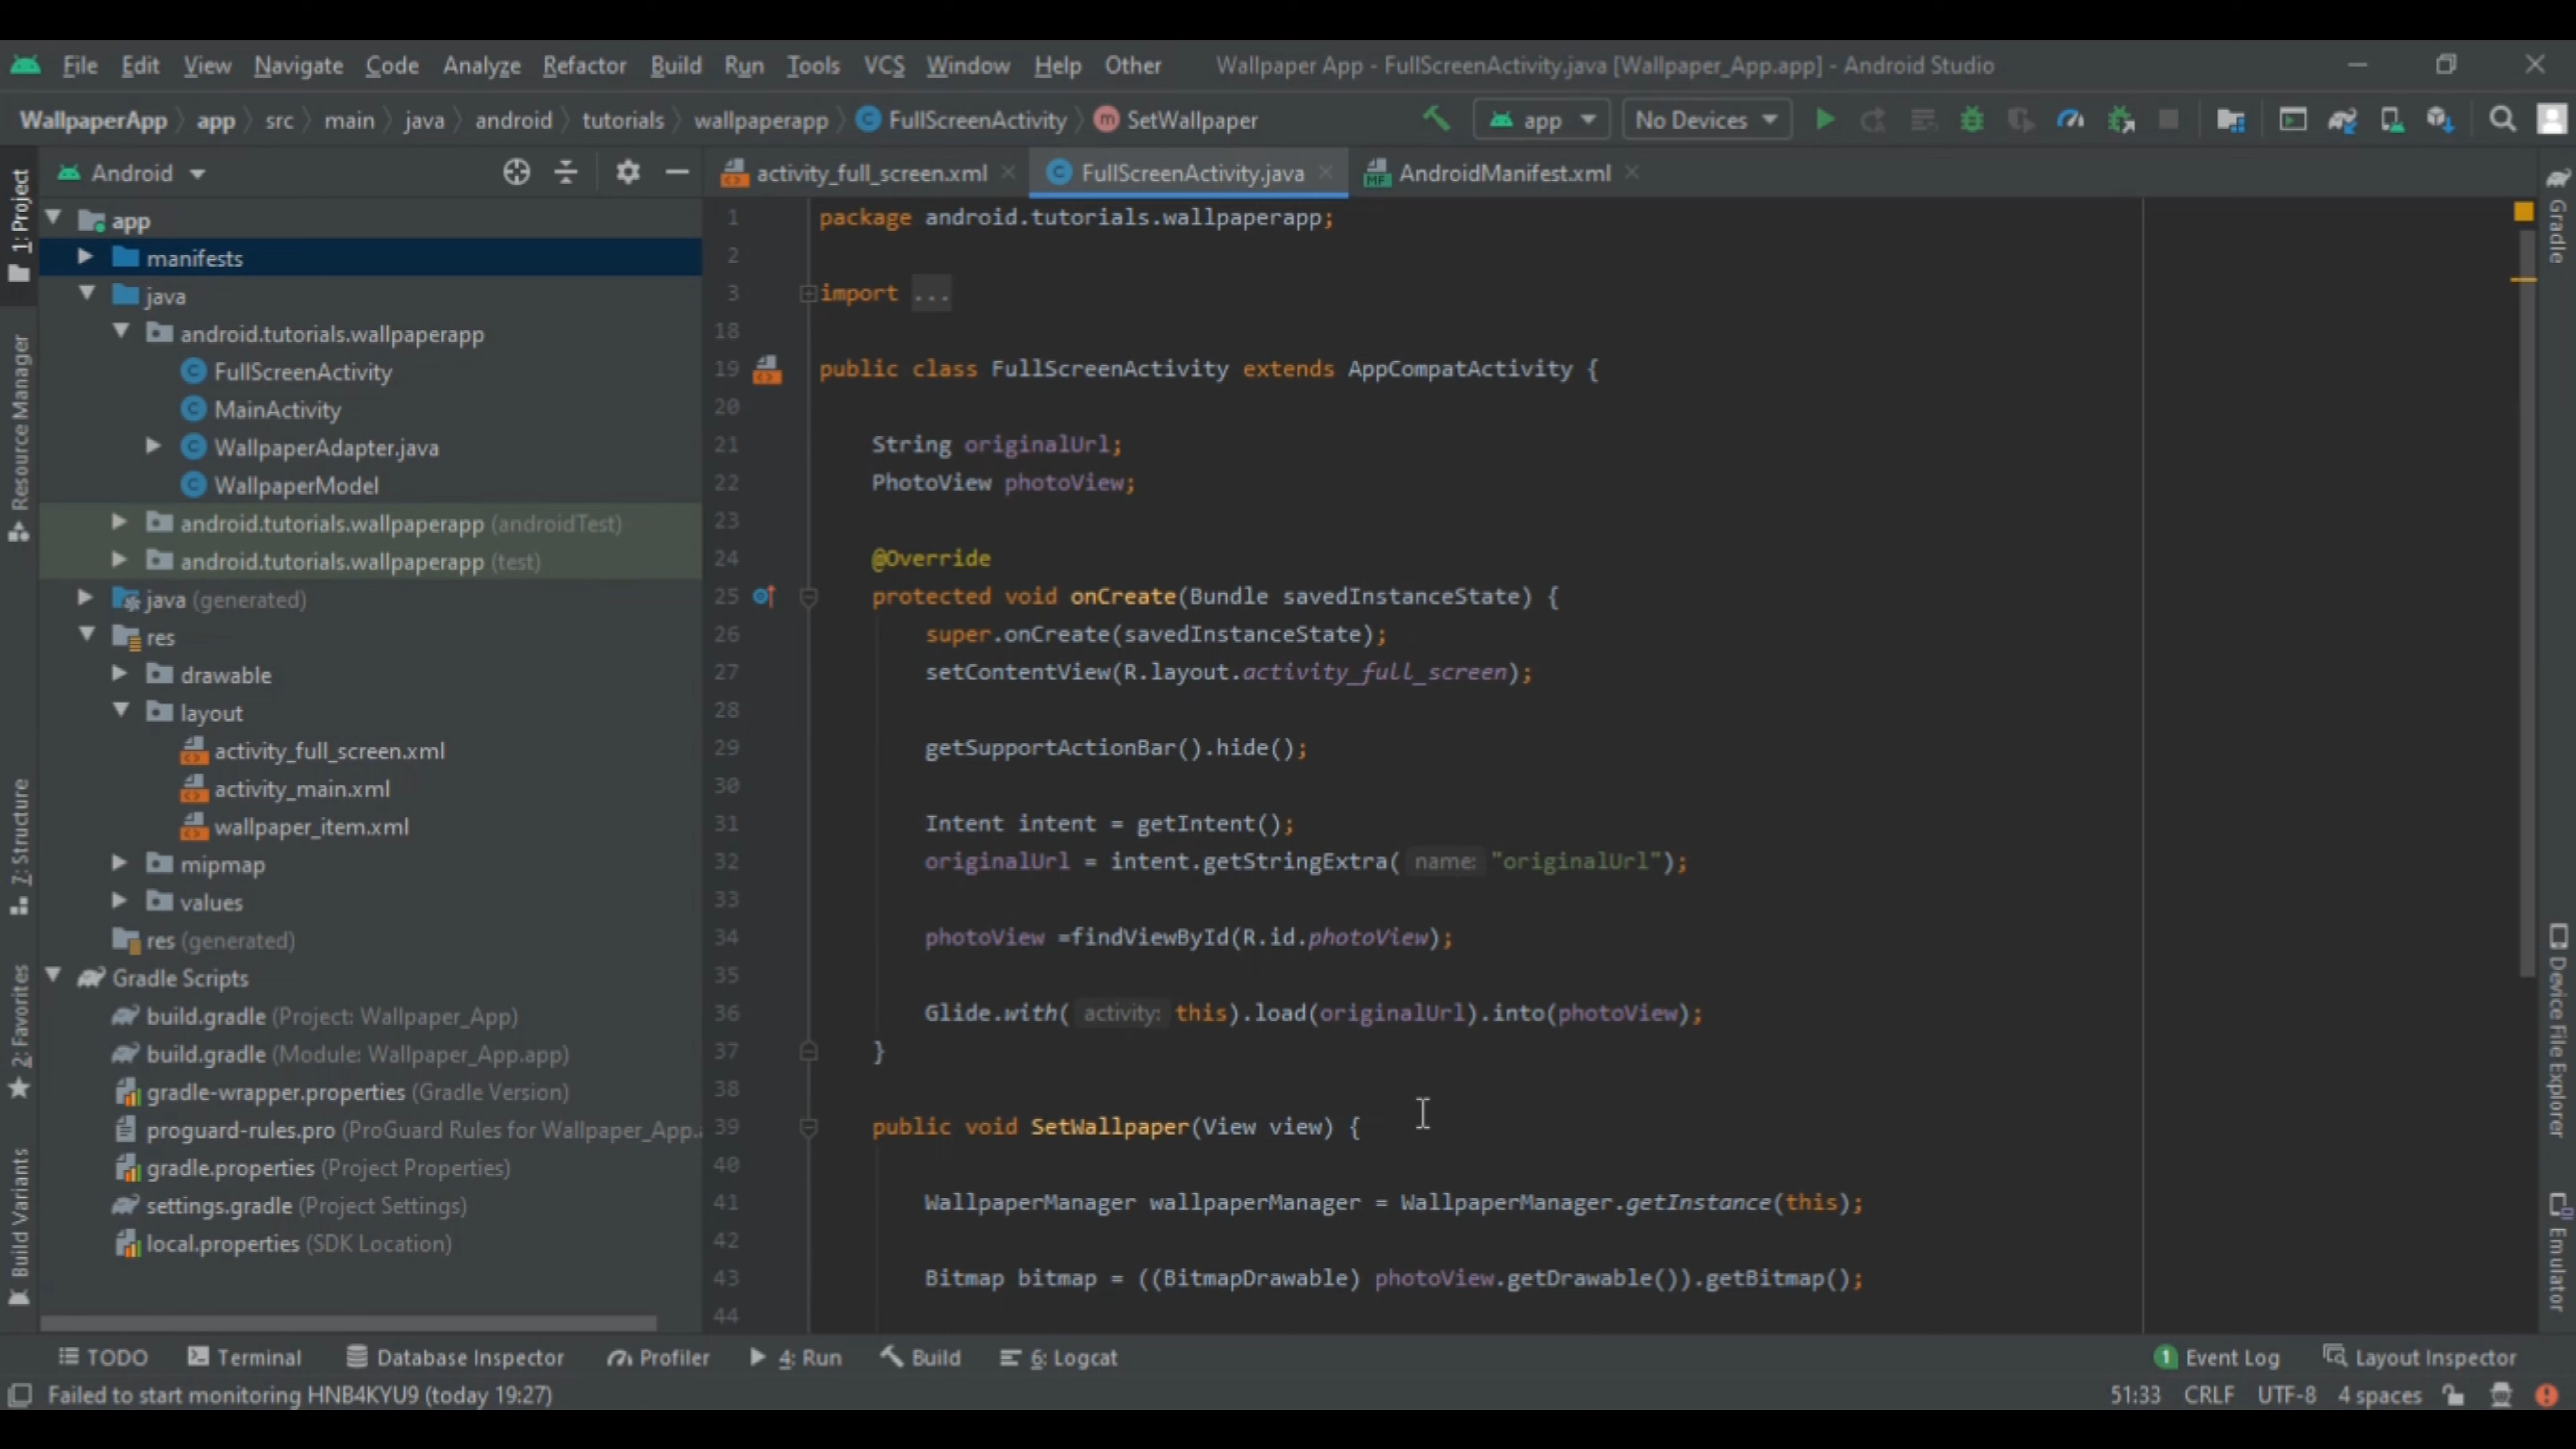 File Edit View Navigate Code Analyze Refactor Build Run Tools VCS Window Help Other Wallpaper App - FullScreenActivity.java [Wallpaper_App.app] - Android Studio
WallpaperApp app src main java android tutorials wallpaperapp FullScreenActivity SetWallpaper app No Devices
Android
activity_full_screen.xml FullScreenActivity.java AndroidManifest.xml
1: Project
Resource Manager
7: Structure
2: Favorites
Build Variants
app
manifests
java
android.tutorials.wallpaperapp
FullScreenActivity
MainActivity
WallpaperAdapter.java
WallpaperModel
android.tutorials.wallpaperapp (androidTest)
android.tutorials.wallpaperapp (test)
java (generated)
res
drawable
layout
activity_full_screen.xml
activity_main.xml
wallpaper_item.xml
mipmap
values
res (generated)
Gradle Scripts
build.gradle (Project: Wallpaper_App)
build.gradle (Module: Wallpaper_App.app)
gradle-wrapper.properties (Gradle Version)
proguard-rules.pro (ProGuard Rules for Wallpaper_App.
gradle.properties (Project Properties)
settings.gradle (Project Settings)
local.properties (SDK Location)
1 package android.tutorials.wallpaperapp;
2
3 import ...
18
19 public class FullScreenActivity extends AppCompatActivity {
20
21 String originalUrl;
22 PhotoView photoView;
23
24 @Override
25 protected void onCreate(Bundle savedInstanceState) {
26 super.onCreate(savedInstanceState);
27 setContentView(R.layout.activity_full_screen);
28
29 getSupportActionBar().hide();
30
31 Intent intent = getIntent();
32 originalUrl = intent.getStringExtra( name: "originalUrl");
33
34 photoView =findViewById(R.id.photoView);
35
36 Glide.with( activity: this).load(originalUrl).into(photoView);
37 }
38
39 public void SetWallpaper(View view) {
40
41 WallpaperManager wallpaperManager = WallpaperManager.getInstance(this);
42
43 Bitmap bitmap = ((BitmapDrawable) photoView.getDrawable()).getBitmap();
44
Gradle
Device File Explorer
Emulator
TODO Terminal Database Inspector Profiler 4: Run Build 6: Logcat 1 Event Log Layout Inspector
Failed to start monitoring HNB4KYU9 (today 19:27) 51:33 CRLF UTF-8 4 spaces